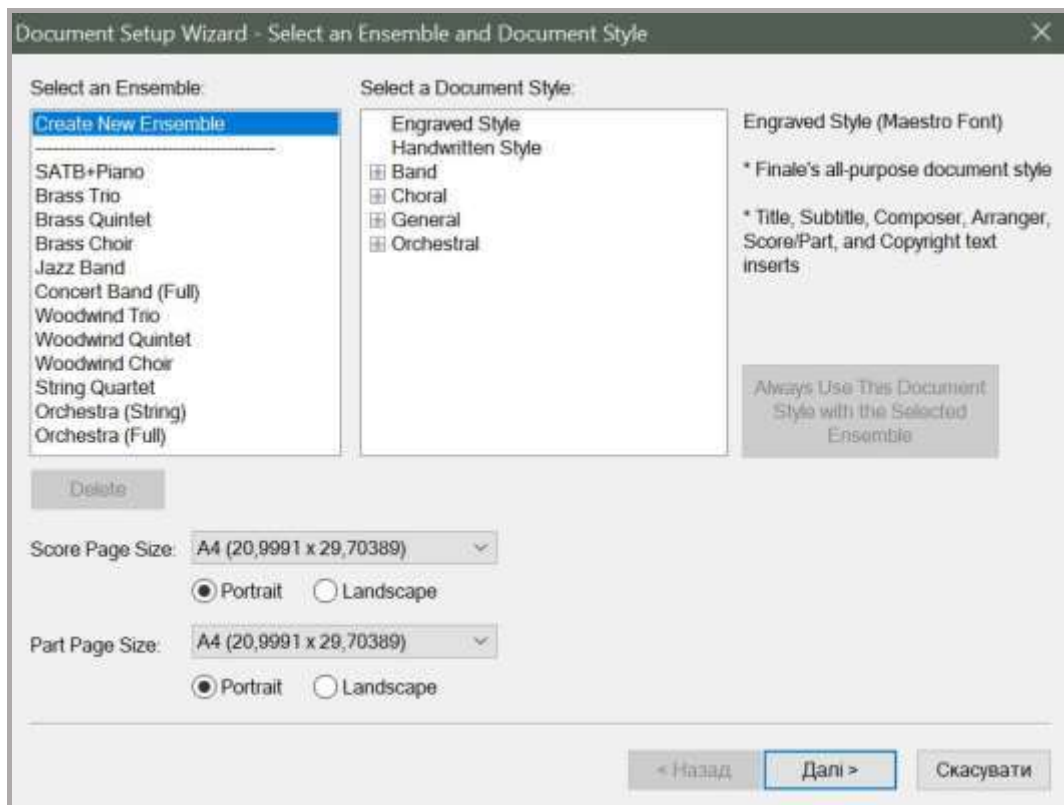 Document Setup Wizard - Select an Ensemble and Document Style
Select an Ensemble:
Create New Ensemble
----------------------------------------
SATB+Piano
Brass Trio
Brass Quintet
Brass Choir
Jazz Band
Concert Band (Full)
Woodwind Trio
Woodwind Quintet
Woodwind Choir
String Quartet
Orchestra (String)
Orchestra (Full)
Delete
Select a Document Style:
Engraved Style
Handwritten Style
Band
Choral
General
Orchestral
Engraved Style (Maestro Font)
* Finale's all-purpose document style
* Title, Subtitle, Composer, Arranger,
Score/Part, and Copyright text
inserts
Always Use This Document
Style with the Selected
Ensemble
Score Page Size: A4 (20,9991 x 29,70389)
Portrait Landscape
Part Page Size: A4 (20,9991 x 29,70389)
Portrait Landscape
< Назад Далі > Скасувати